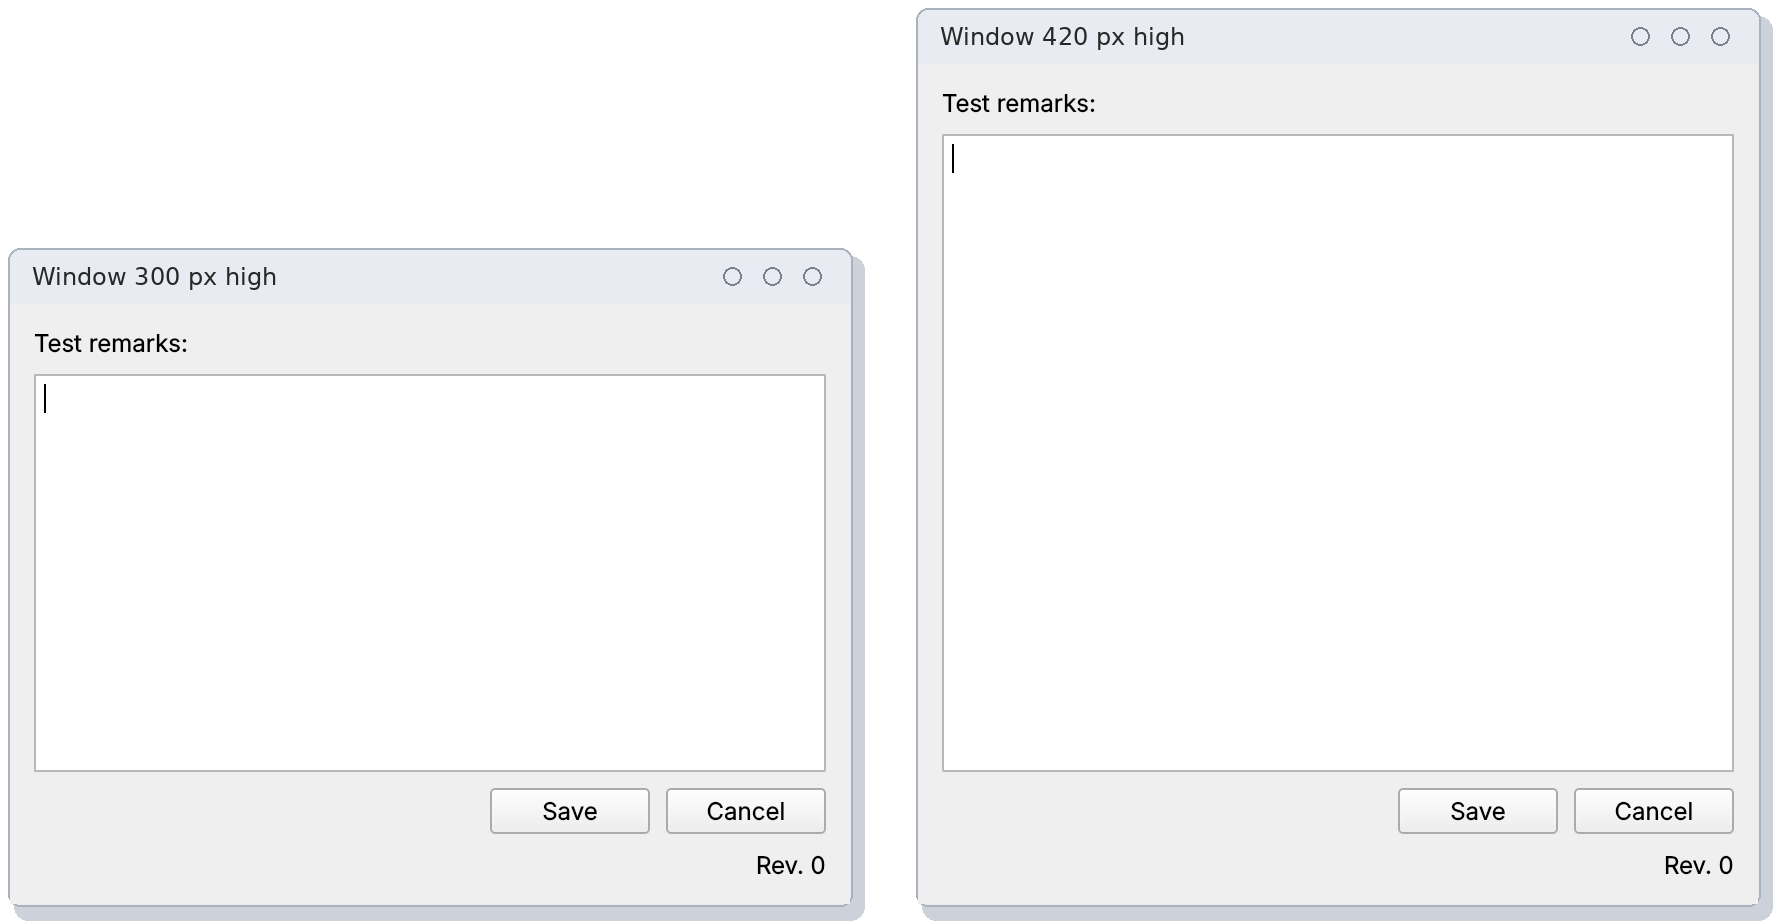 Window 300 px high
Test remarks:
Save Cancel
Rev. 0
Window 420 px high
Test remarks:
Save Cancel
Rev. 0